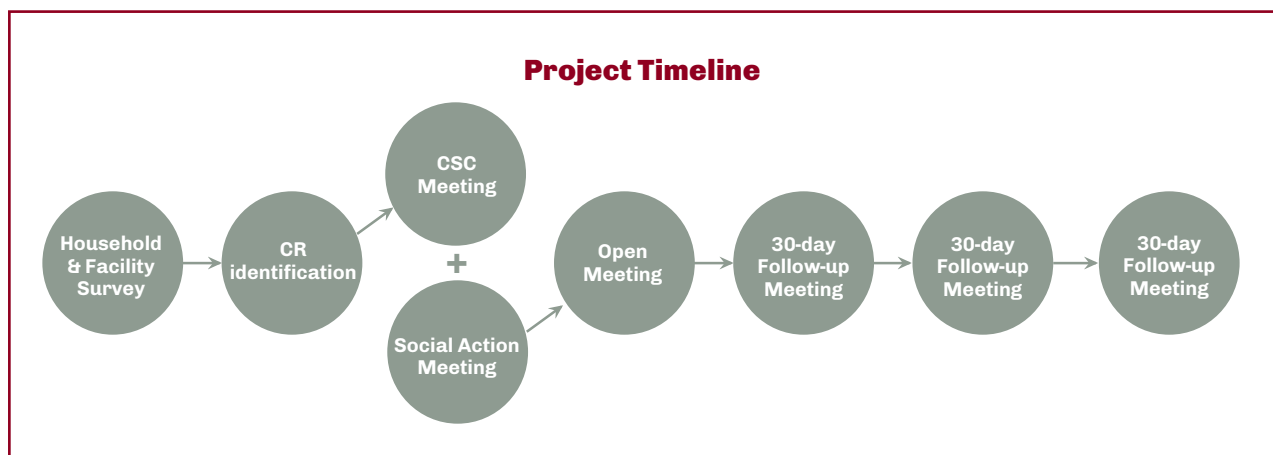 Project Timeline
Household
& Facility
Survey
CR
identification
CSC
Meeting
+
Social Action
Meeting
Open
Meeting
30-day
Follow-up
Meeting
30-day
Follow-up
Meeting
30-day
Follow-up
Meeting